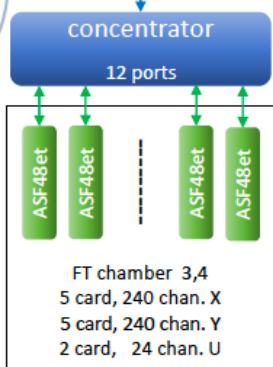 concentrator
12 ports
ASF48et
ASF48et
ASF48et
ASF48et
FT chamber 3,4
5 card, 240 chan. X
5 card, 240 chan. Y
2 card, 24 chan. U